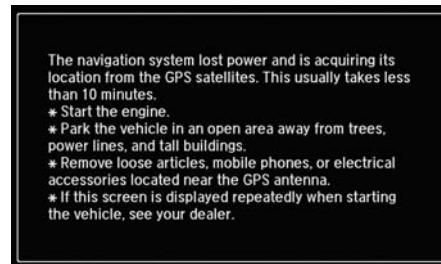 The navigation system lost power and is acquiring its
location from the GPS satellites. This usually takes less
than 10 minutes.
* Start the engine.
* Park the vehicle in an open area away from trees,
power lines, and tall buildings.
* Remove loose articles, mobile phones, or electrical
accessories located near the GPS antenna.
* If this screen is displayed repeatedly when starting
the vehicle, see your dealer.